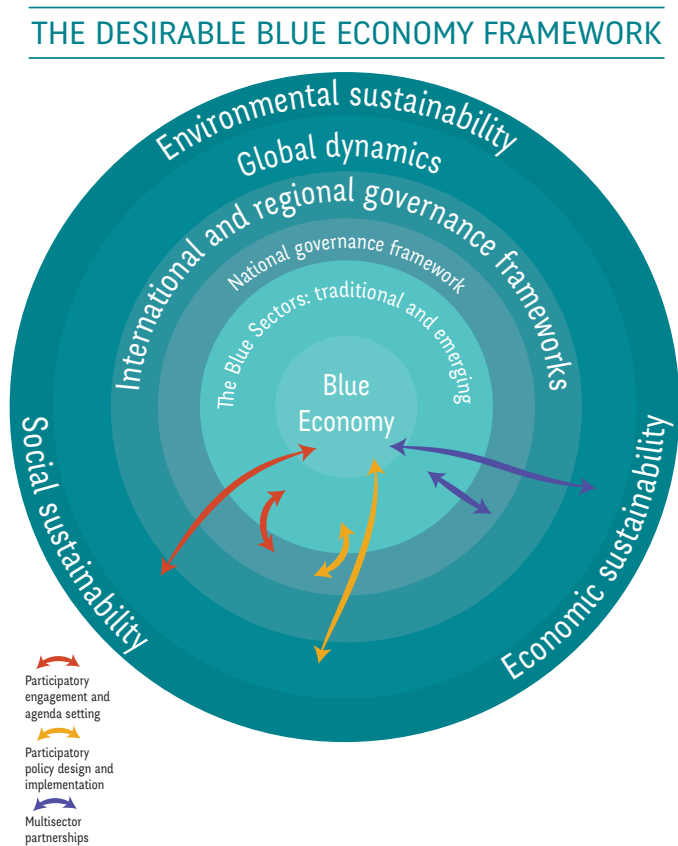 THE DESIRABLE BLUE ECONOMY FRAMEWORK
Environmental sustainability
Global dynamics
International and regional governance frameworks
National governance framework
The Blue Sectors: traditional and emerging
Blue
Economy
Social sustainability
Economic sustainability
Participatory
engagement and
agenda setting
Participatory
policy design and
implementation
Multisector
partnerships